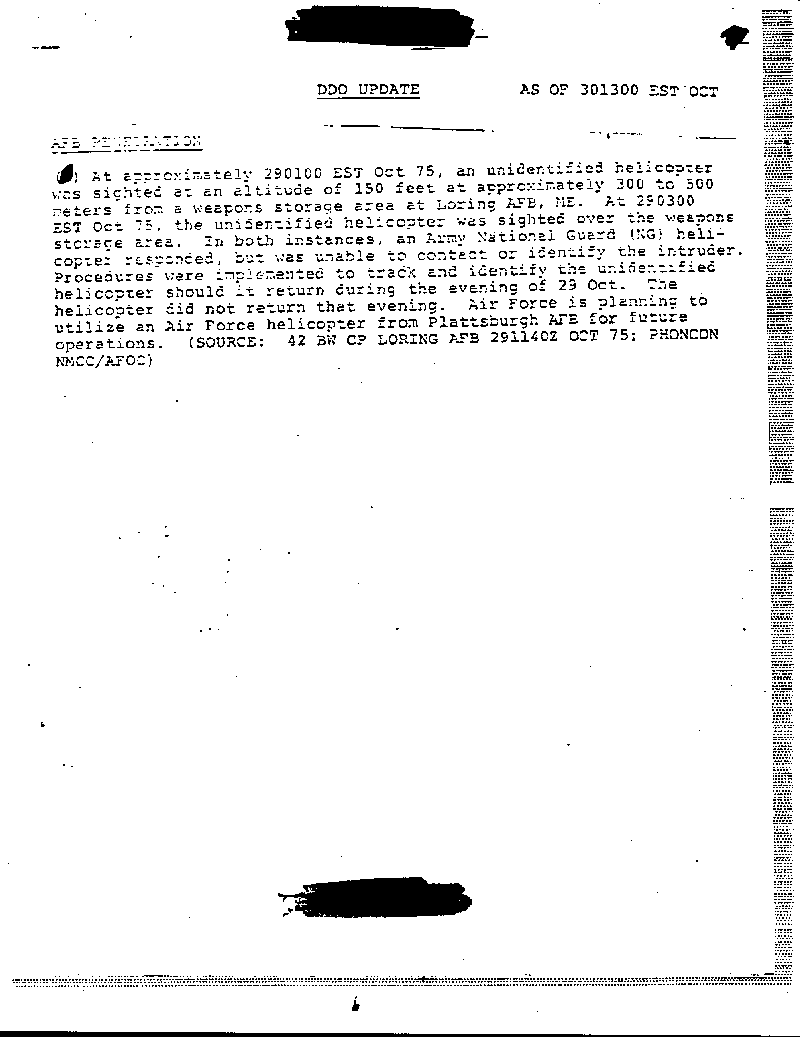 DDO UPDATE AS OF 301300 EST OCT
AFB PENETRATION
At approximately 290100 EST Oct 75, an unidentified helicopter
was sighted at an altitude of 150 feet at approximately 300 to 500
meters from a weapons storage area at Loring AFB, ME. At 290300
EST Oct 75, the unidentified helicopter was sighted over the weapons
storage area. In both instances, an Army National Guard (NG) heli-
copter responded, but was unable to contact or identify the intruder.
Procedures were implemented to track and identify the unidentified
helicopter should it return during the evening of 29 Oct. The
helicopter did not return that evening. Air Force is planning to
utilize an Air Force helicopter from Plattsburgh AFB for future
operations. (SOURCE: 42 BW CP LORING AFB 291140Z OCT 75; PHONCON
NMCC/AFOC)